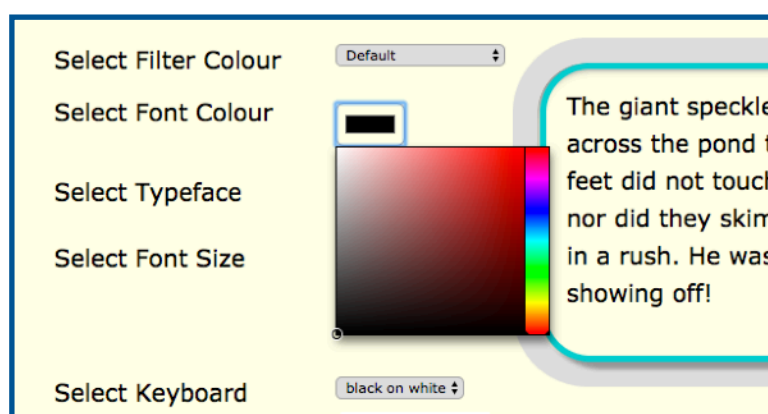 Select Filter Colour
Default
Select Font Colour
Select Typeface
Select Font Size
Select Keyboard
black on white
The giant speckle
across the pond
feet did not touch
nor did they skim
in a rush. He was
showing off!